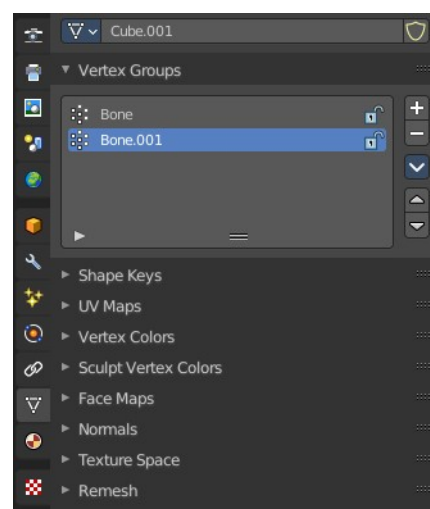 Cube.001
Vertex Groups
Bone
Bone.001
Shape Keys
UV Maps
Vertex Colors
Sculpt Vertex Colors
Face Maps
Normals
Texture Space
Remesh